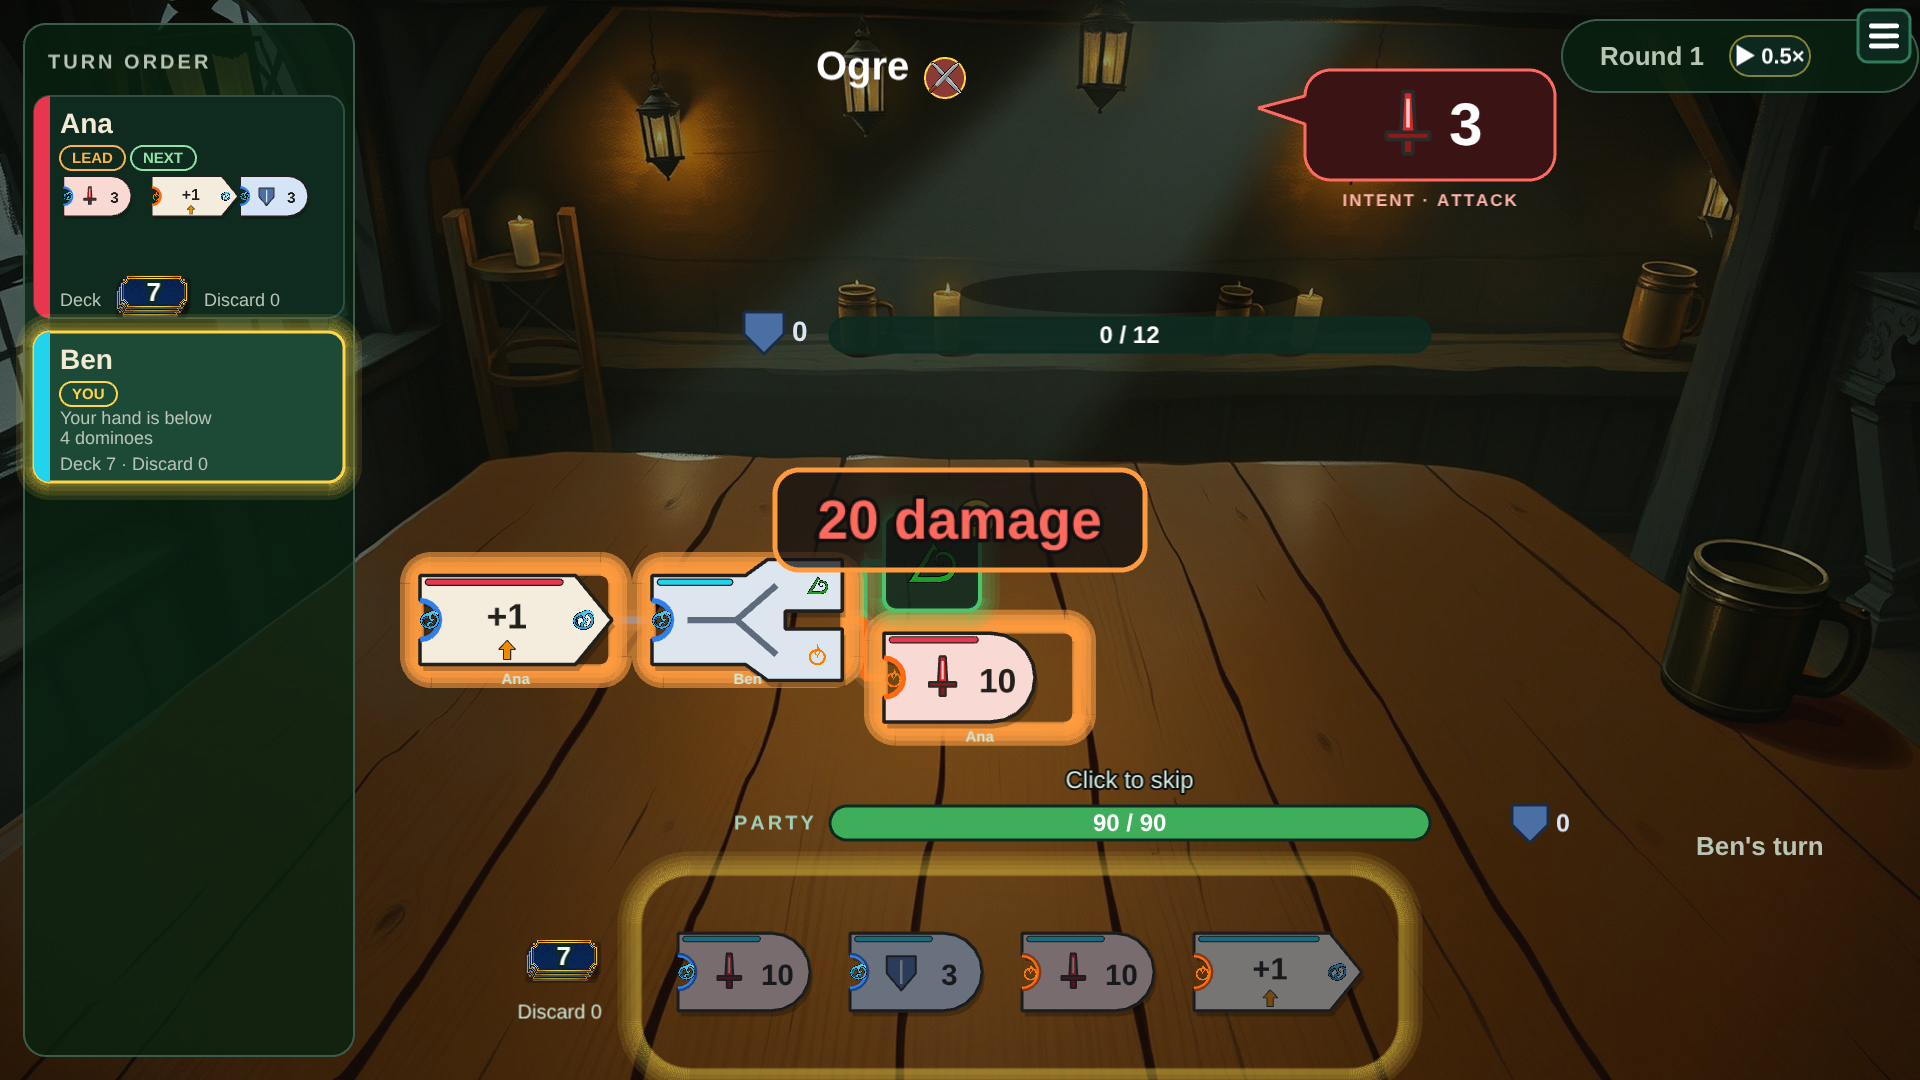 TURN ORDER
Ana
LEAD NEXT
3 +1 3
Deck 7 Discard 0
Ben
YOU
Your hand is below
4 dominoes
Deck 7 · Discard 0
Ogre
3
INTENT · ATTACK
Round 1 0.5×
0 0 / 12
20 damage
+1
Ana
Ben
10
Ana
Click to skip
PARTY 90 / 90 0
Ben's turn
7
Discard 0
10 3 10 +1